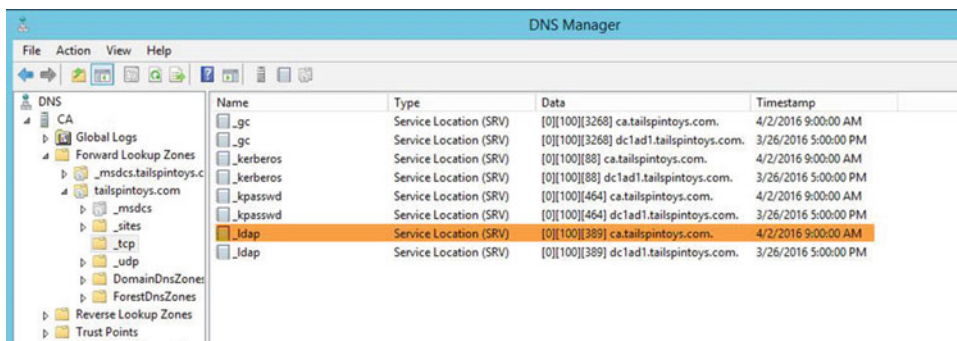 DNS Manager
File Action View Help
DNS
CA
Global Logs
Forward Lookup Zones
_msdcs.tailspintoys.c
tailspintoys.com
_msdcs
_sites
_tcp
_udp
DomainDnsZones
ForestDnsZones
Reverse Lookup Zones
Trust Points
Name Type Data Timestamp
_gc Service Location (SRV) [0][100][3268] ca.tailspintoys.com. 4/2/2016 9:00:00 AM
_gc Service Location (SRV) [0][100][3268] dc1ad1.tailspintoys.com. 3/26/2016 5:00:00 PM
_kerberos Service Location (SRV) [0][100][88] ca.tailspintoys.com. 4/2/2016 9:00:00 AM
_kerberos Service Location (SRV) [0][100][88] dc1ad1.tailspintoys.com. 3/26/2016 5:00:00 PM
_kpasswd Service Location (SRV) [0][100][464] ca.tailspintoys.com. 4/2/2016 9:00:00 AM
_kpasswd Service Location (SRV) [0][100][464] dc1ad1.tailspintoys.com. 3/26/2016 5:00:00 PM
_ldap Service Location (SRV) [0][100][389] ca.tailspintoys.com. 4/2/2016 9:00:00 AM
_ldap Service Location (SRV) [0][100][389] dc1ad1.tailspintoys.com. 3/26/2016 5:00:00 PM